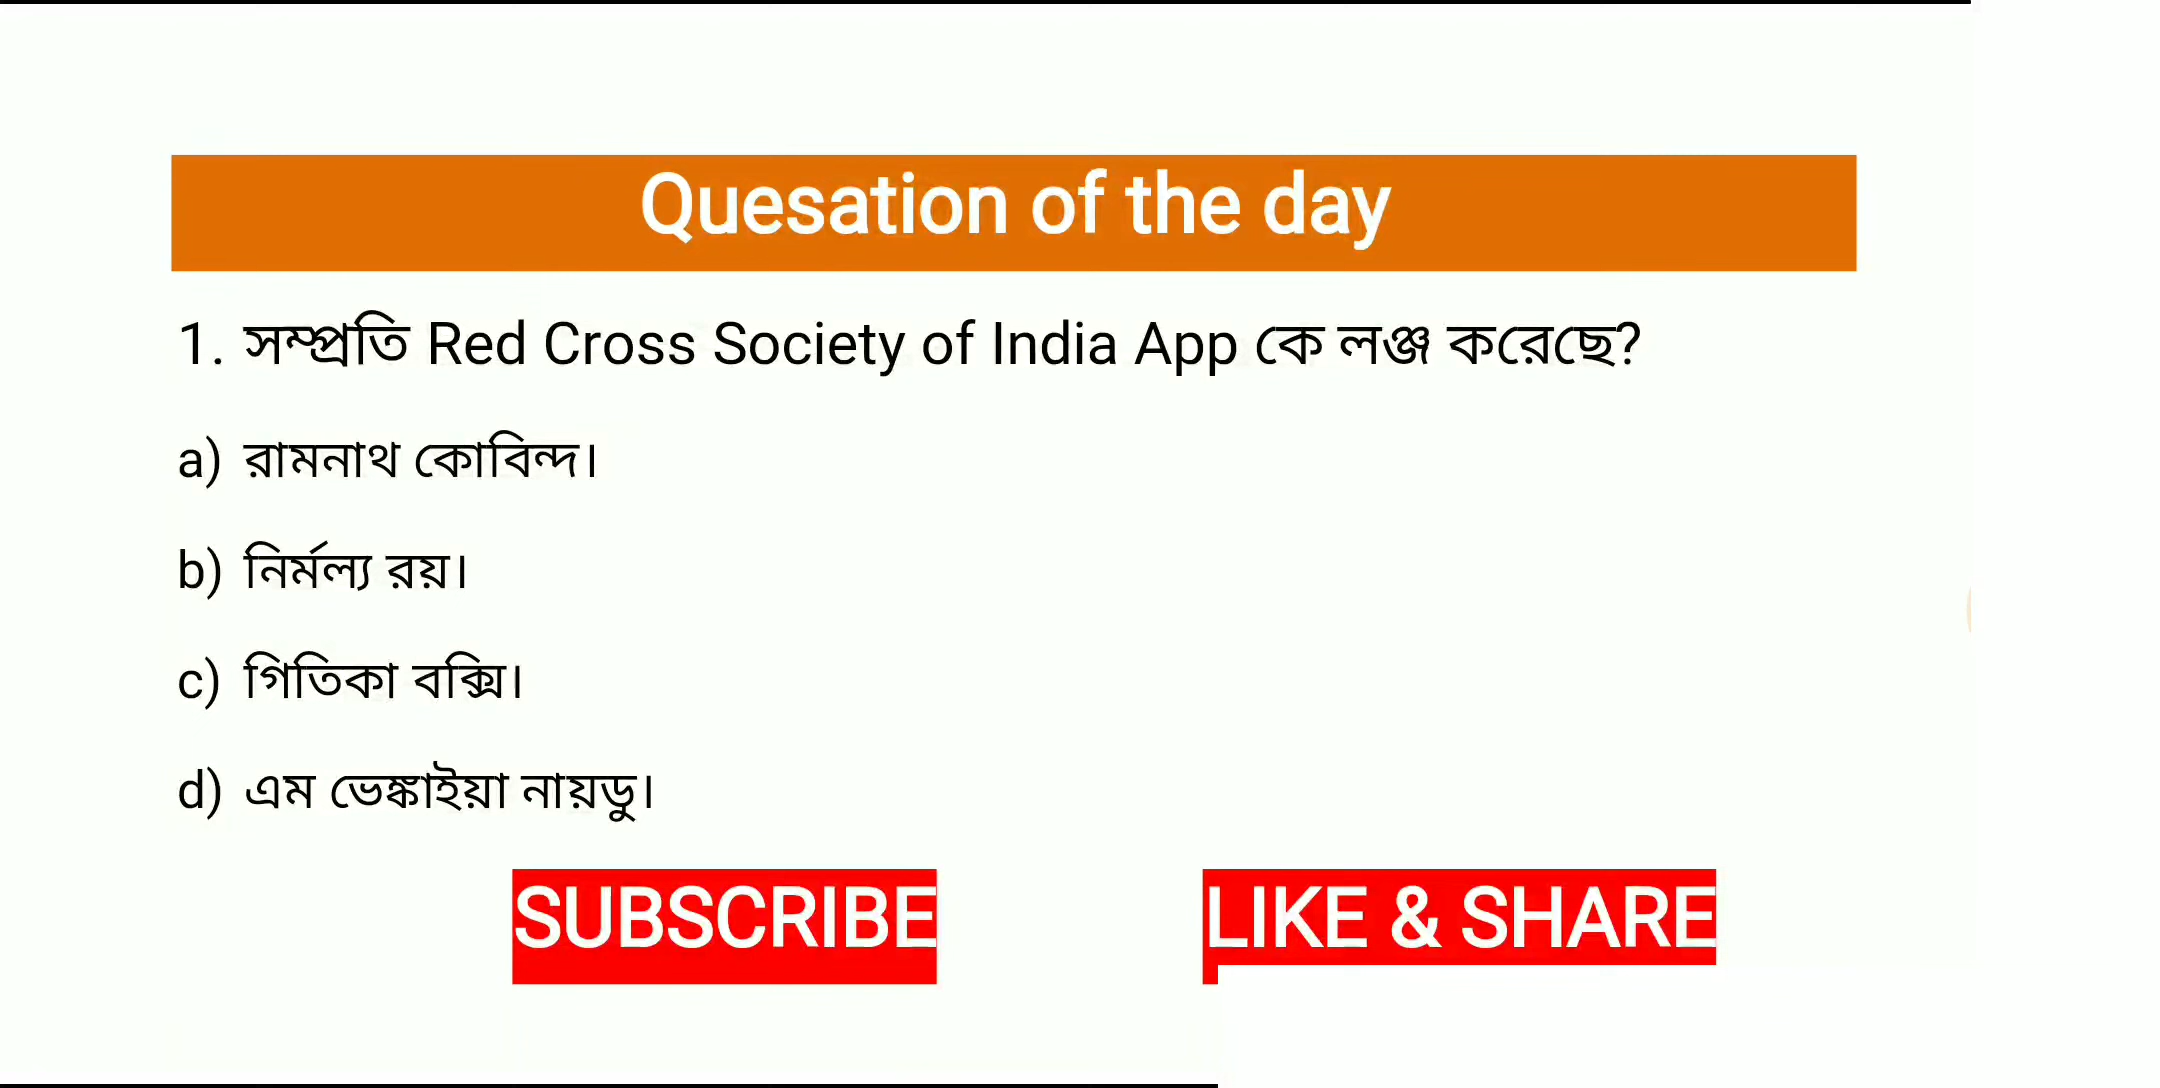 Quesation of the day
1. সম্প্রতি Red Cross Society of India App কে লঞ্জ করেছে?
a) রামনাথ কোবিন্দ।
b) নির্মল্য রয়।
c) গিতিকা বক্সি।
d) এম ভেঙ্কাইয়া নায়ডু।
SUBSCRIBE
LIKE & SHARE